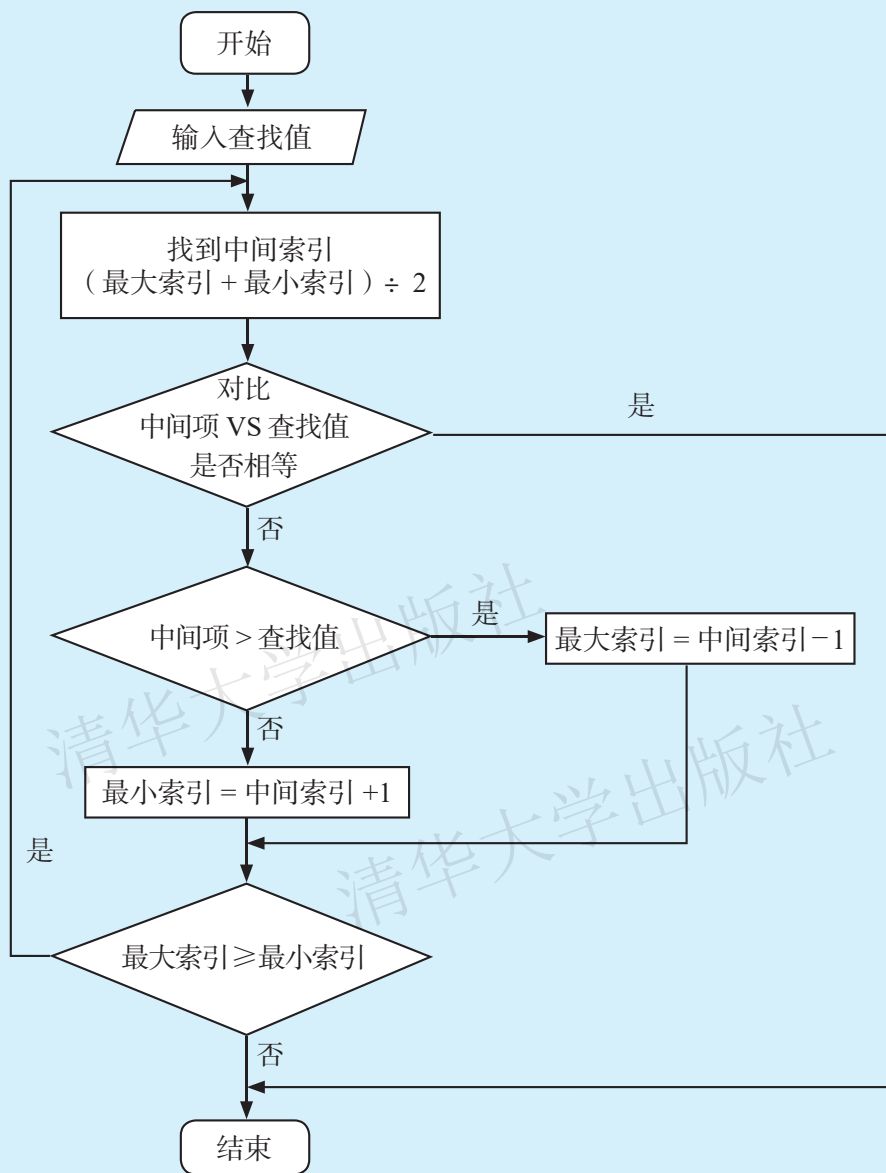 开始
输入查找值
找到中间索引
（最大索引 + 最小索引）÷ 2
对比
中间项 VS 查找值
是否相等
是
否
中间项 > 查找值
是
最大索引 = 中间索引－1
否
最小索引 = 中间索引 +1
是
最大索引≥最小索引
否
结束
清华大学出版社
清华大学出版社